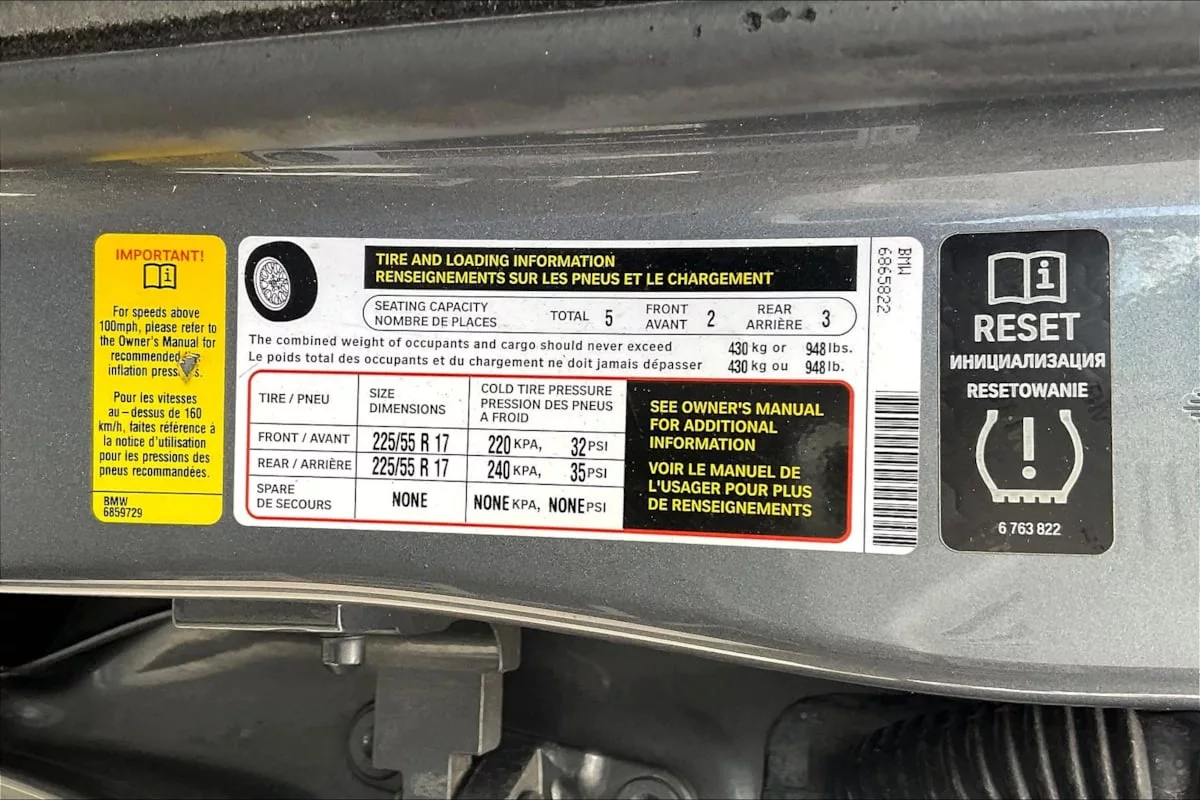 IMPORTANT!
For speeds above
100mph, please refer to
the Owner's Manual for
recommended
inflation
Pour les vitesses
au-dessus de 160
km/h, faites référence à
la notice d'utilisation
pour les pressions des
pneus recommandées.
BMW
6859729
TIRE AND LOADING INFORMATION
RENSEIGNEMENTS SUR LES PNEUS ET LE CHARGEMENT
SEATING CAPACITY
NOMBRE DE PLACES
TOTAL 5
FRONT
AVANT 2
REAR
ARRIÈRE 3
The combined weight of occupants and cargo should never exceed 430 kg or 948 lbs.
Le poids total des occupants et du chargement ne doit jamais dépasser 430 kg ou 948 lb.
TIRE / PNEU
SIZE
DIMENSIONS
COLD TIRE PRESSURE
PRESSION DES PNEUS
A FROID
FRONT / AVANT 225/55 R 17 220 KPA, 32 PSI
REAR / ARRIÈRE 225/55 R 17 240 KPA, 35 PSI
SPARE
DE SECOURS NONE NONE KPA, NONE PSI
SEE OWNER'S MANUAL
FOR ADDITIONAL
INFORMATION
VOIR LE MANUEL DE
L'USAGER POUR PLUS
DE RENSEIGNEMENTS
BMW
6865822
RESET
ИНИЦИАЛИЗАЦИЯ
RESETOWANIE
6 763 822